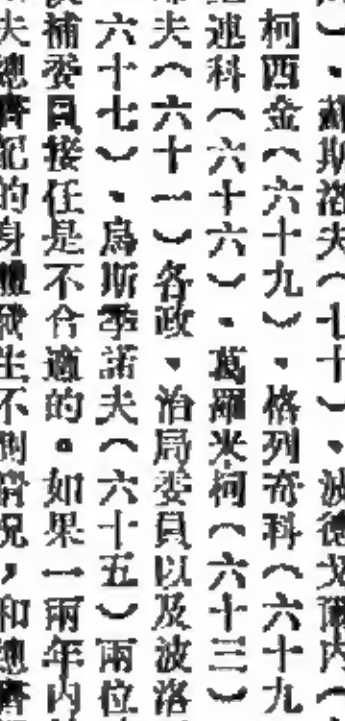 ）、蘇斯洛夫（七十）、波德戈爾內（
柯西金（六十九）、格列奇科（六十九
連科（六十六）、葛羅米柯（六十三）
夫（六十一）各政、治局委員以及波洛
六十七）、烏斯季諾夫（六十五）兩位
補委員接任是不合適的。如果一兩年內
夫總書記的身體發生不測情況，和總書